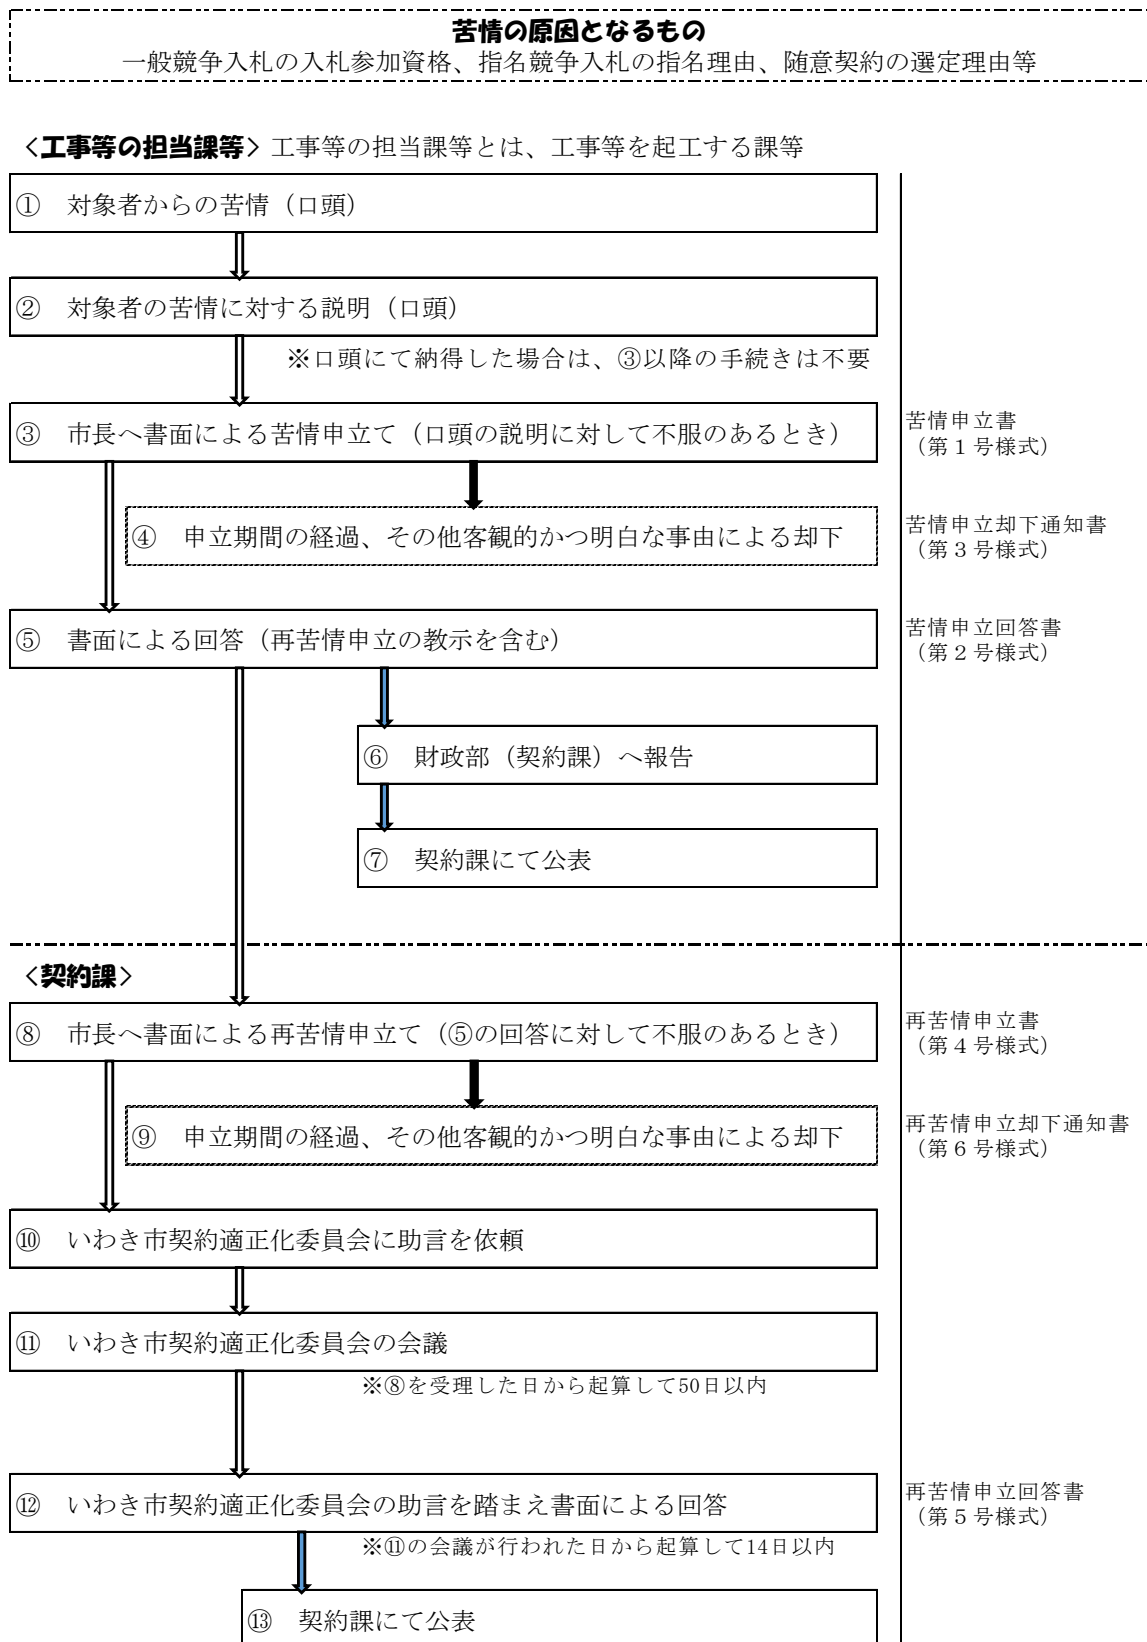 苦情の原因となるもの
一般競争入札の入札参加資格、指名競争入札の指名理由、随意契約の選定理由等
<工事等の担当課等> 工事等の担当課等とは、工事等を起工する課等
① 対象者からの苦情（口頭）
② 対象者の苦情に対する説明（口頭）
※口頭にて納得した場合は、③以降の手続きは不要
③ 市長へ書面による苦情申立て（口頭の説明に対して不服のあるとき）
苦情申立書
（第１号様式）
④ 申立期間の経過、その他客観的かつ明白な事由による却下
苦情申立却下通知書
（第３号様式）
⑤ 書面による回答（再苦情申立の教示を含む）
苦情申立回答書
（第２号様式）
⑥ 財政部（契約課）へ報告
⑦ 契約課にて公表
<契約課>
⑧ 市長へ書面による再苦情申立て（⑤の回答に対して不服のあるとき）
再苦情申立書
（第４号様式）
⑨ 申立期間の経過、その他客観的かつ明白な事由による却下
再苦情申立却下通知書
（第６号様式）
⑩ いわき市契約適正化委員会に助言を依頼
⑪ いわき市契約適正化委員会の会議
※⑧を受理した日から起算して50日以内
⑫ いわき市契約適正化委員会の助言を踏まえ書面による回答
再苦情申立回答書
（第５号様式）
※⑪の会議が行われた日から起算して14日以内
⑬ 契約課にて公表